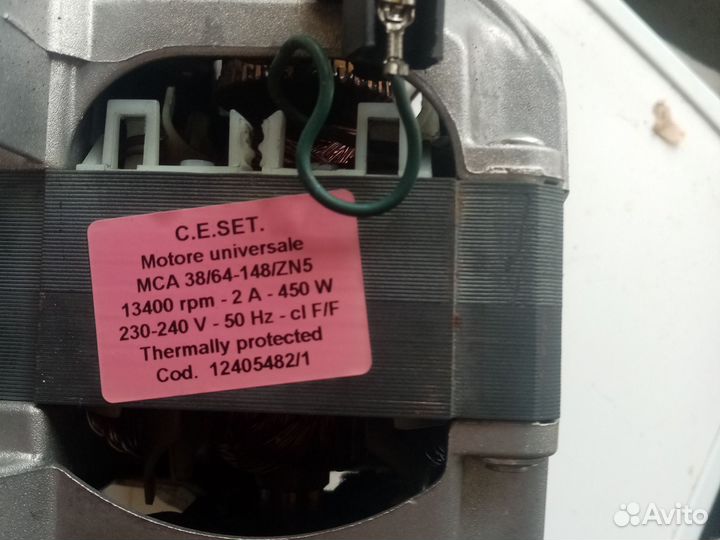 C.E.SET.
Motore universale
MCA 38/64-148/ZN5
13400 rpm - 2 A - 450 W
230-240 V - 50 Hz - cl F/F
Thermally protected
Cod. 12405482/1
Avito